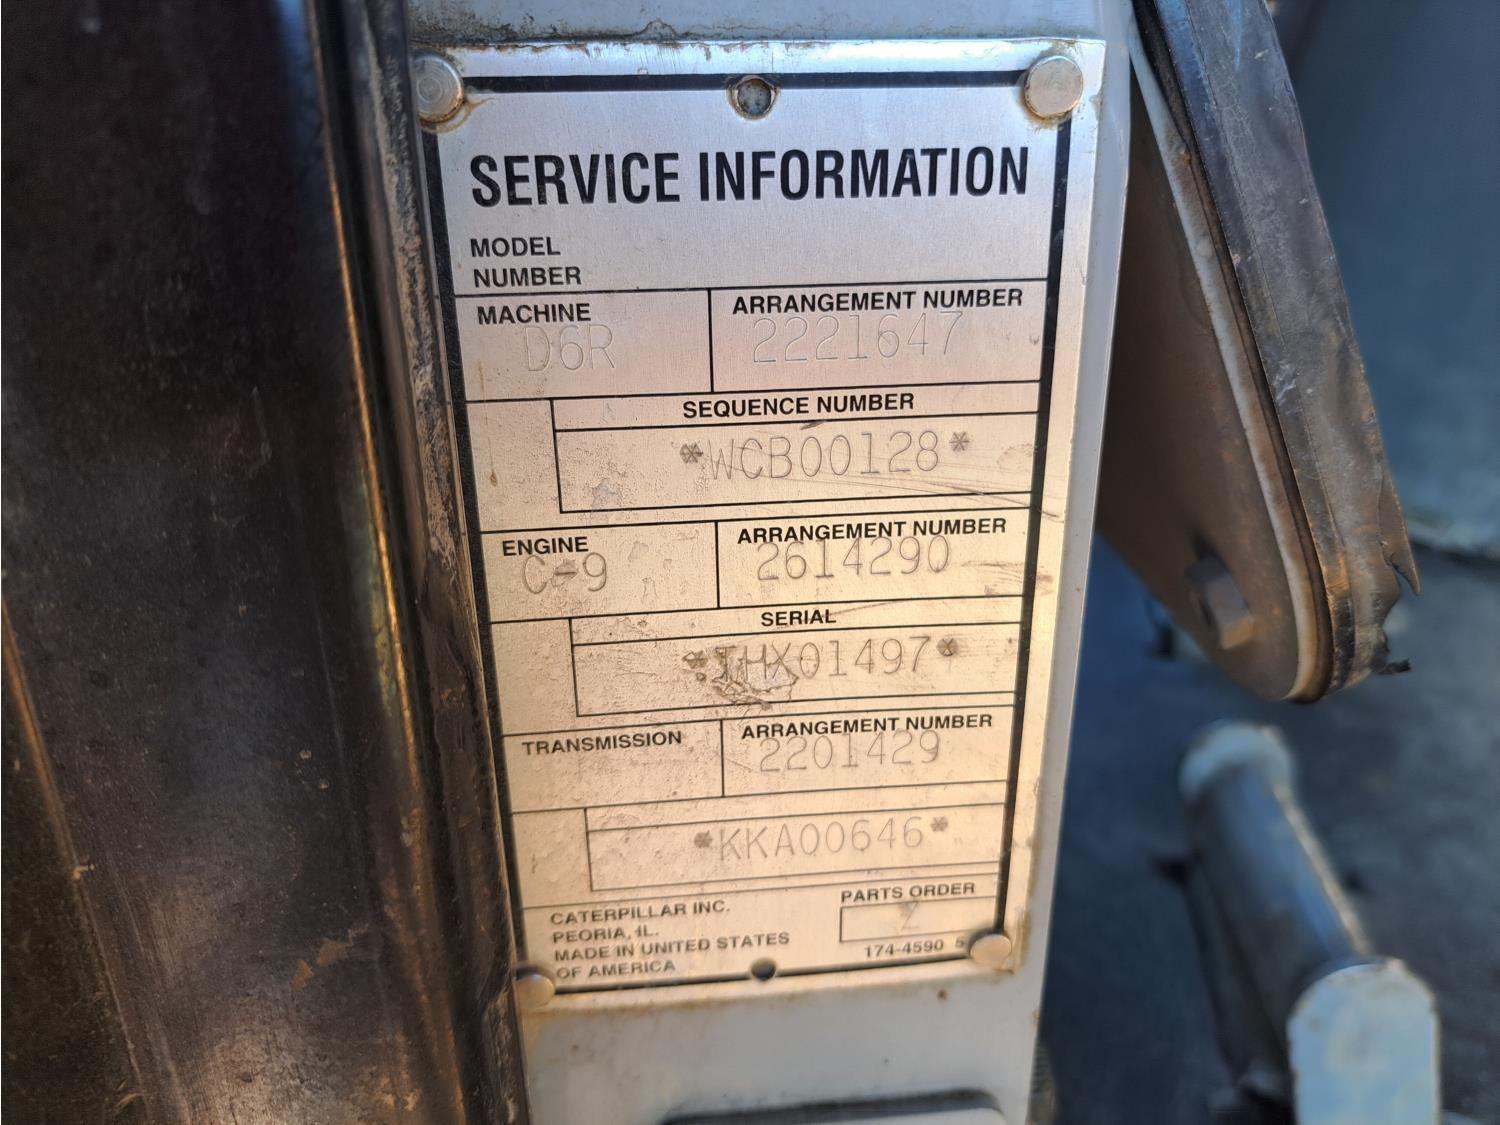 SERVICE INFORMATION
MODEL
NUMBER
MACHINE
D6R
ARRANGEMENT NUMBER
2221647
SEQUENCE NUMBER
*WCB00128*
ENGINE
C-9
ARRANGEMENT NUMBER
2614290
SERIAL
*THX01497*
TRANSMISSION
ARRANGEMENT NUMBER
2201429
*KKA00646*
CATERPILLAR INC.
PEORIA, IL.
MADE IN UNITED STATES
OF AMERICA
PARTS ORDER
174-4590 5